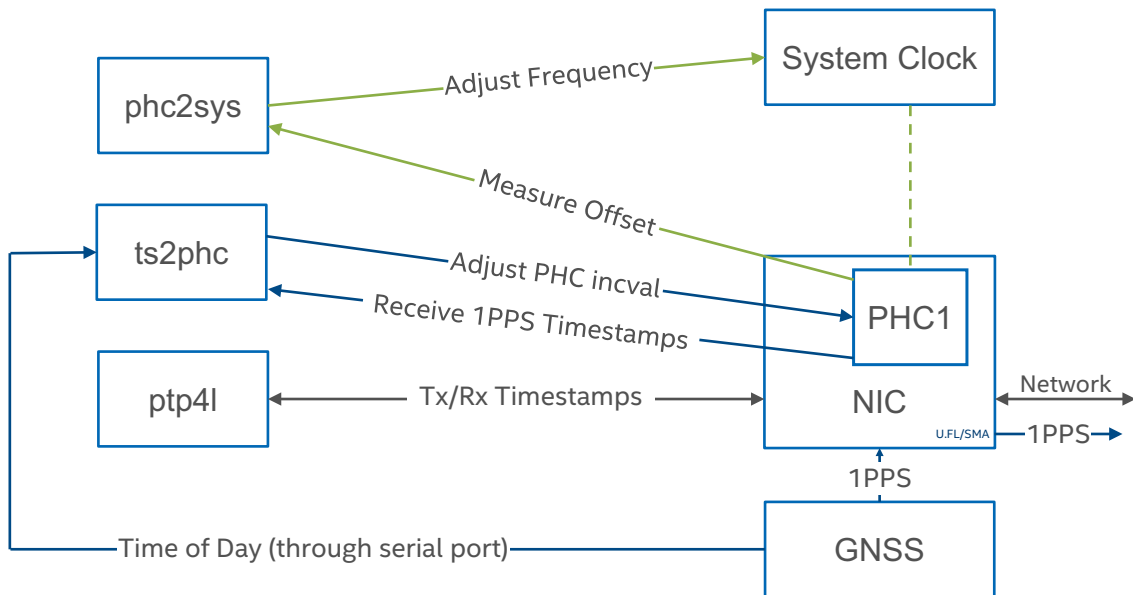 System Clock
Adjust Frequency
phc2sys
Measure Offset
ts2phc
Adjust PHC incval
Receive 1PPS Timestamps
PHC1
ptp4l
Tx/Rx Timestamps
NIC
Network
U.FL/SMA
1PPS
1PPS
Time of Day (through serial port)
GNSS